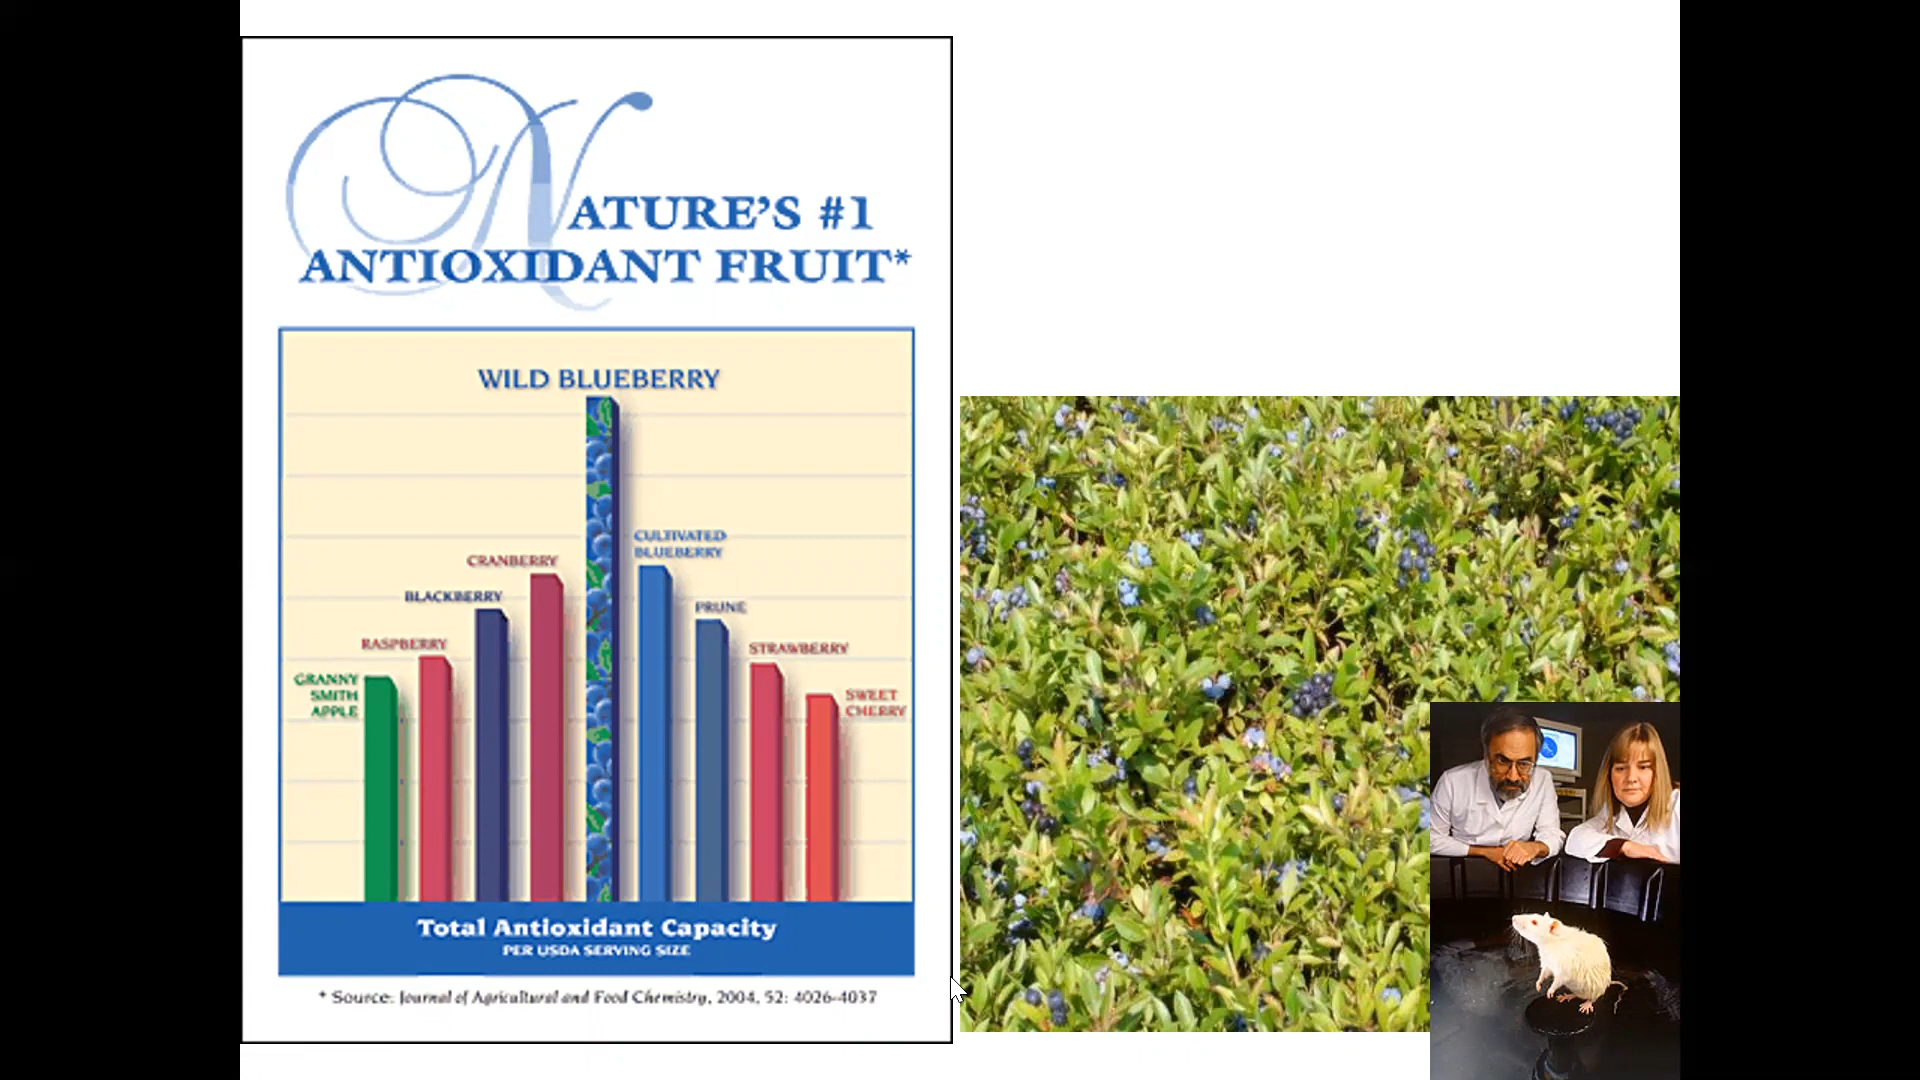 NATURE'S #1
ANTIOXIDANT FRUIT*
WILD BLUEBERRY
CULTIVATED
BLUEBERRY
CRANBERRY
BLACKBERRY
PRUNE
RASPBERRY
STRAWBERRY
GRANNY
SMITH
APPLE
SWEET
CHERRY
Total Antioxidant Capacity
PER USDA SERVING SIZE
* Source: Journal of Agricultural and Food Chemistry, 2004, 52: 4026-4037